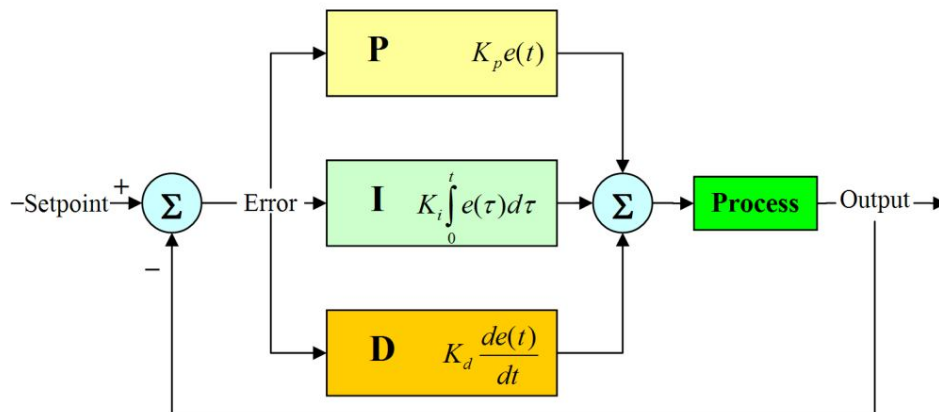 P K_p e(t)
–Setpoint + Σ Error I K_i ∫_0^t e(τ)dτ Σ Process Output
−
D K_d de(t)/dt